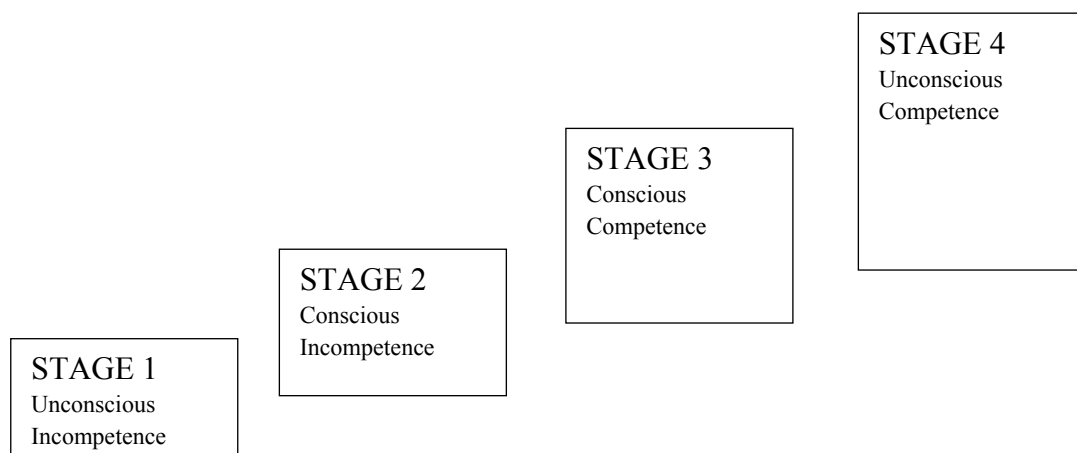 STAGE 1
Unconscious
Incompetence
STAGE 2
Conscious
Incompetence
STAGE 3
Conscious
Competence
STAGE 4
Unconscious
Competence